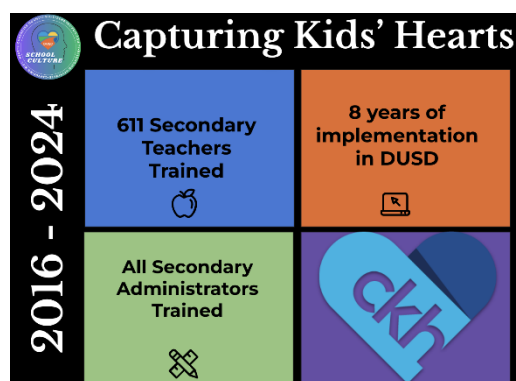 SCHOOL
CULTURE
Capturing Kids' Hearts
2016 - 2024
611 Secondary
Teachers
Trained
8 years of
implementation
in DUSD
All Secondary
Administrators
Trained
ckh